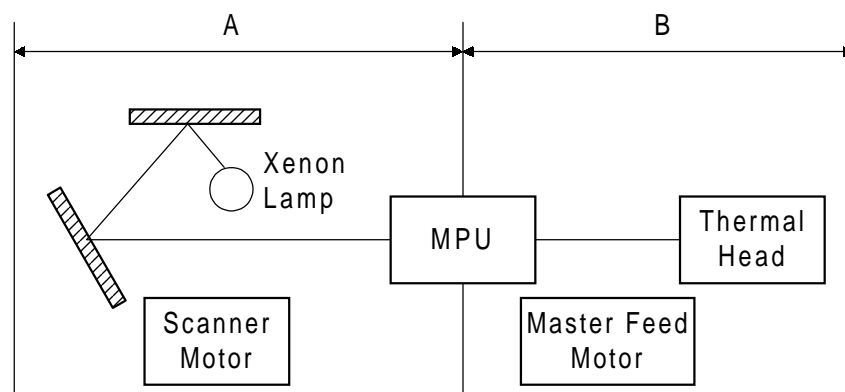 A
B
Xenon
Lamp
MPU
Thermal
Head
Scanner
Motor
Master Feed
Motor